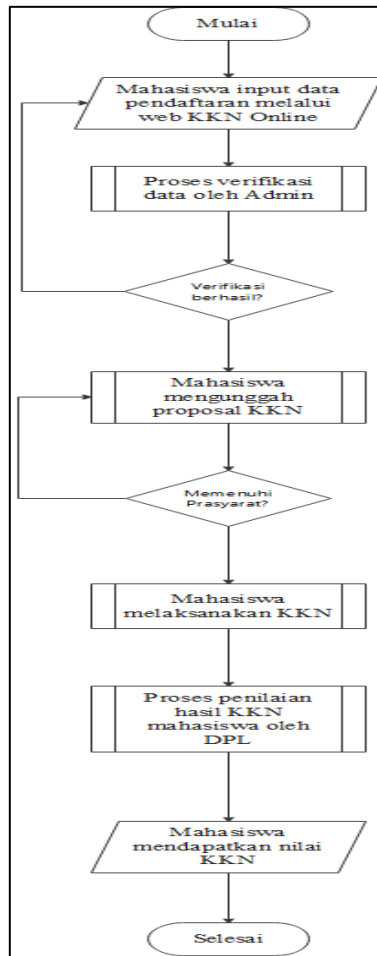 Mulai
Mahasiswa input data
pendaftaran melalui
web KKN Online
Proses verifikasi
data oleh Admin
Verifikasi
berhasil?
Mahasiswa
mengunggah
proposal KKN
Memenuhi
Prasyarat?
Mahasiswa
melaksanakan KKN
Proses penilaian
hasil KKN
mahasiswa oleh
DPL
Mahasiswa
mendapatkan nilai
KKN
Selesai